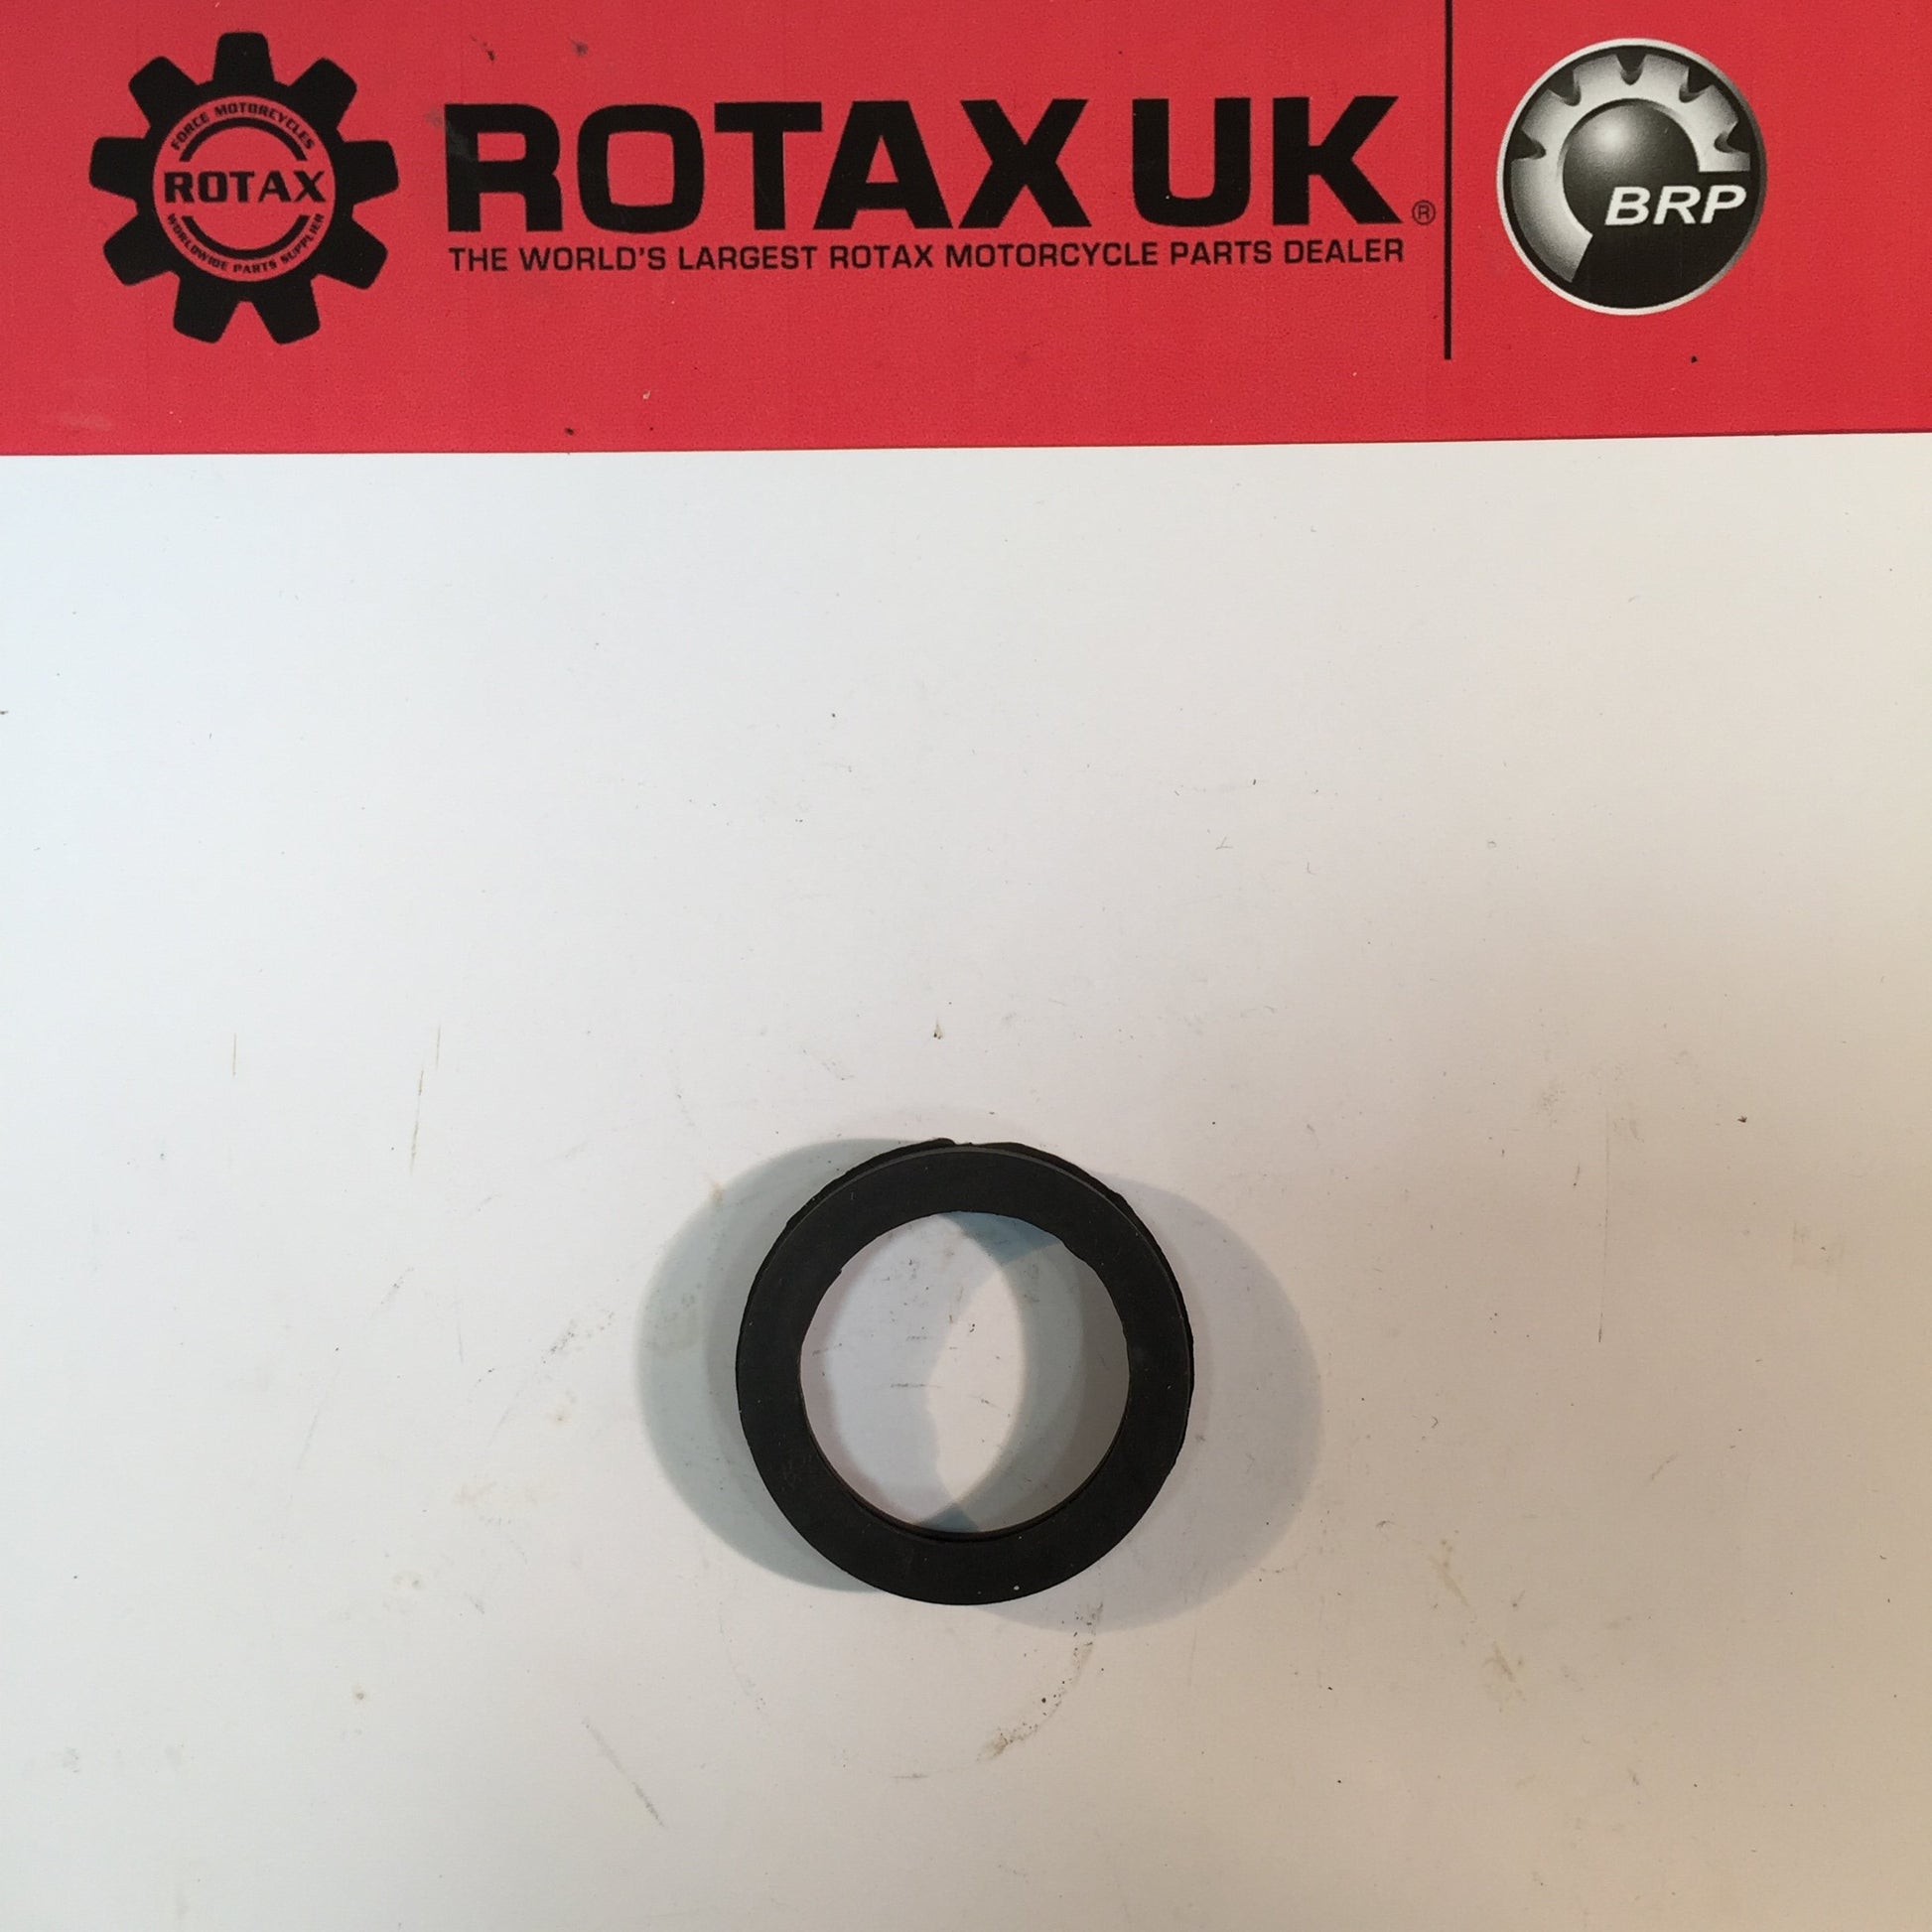 FORCE MOTORCYCLES
ROTAX
WORLDWIDE PARTS SUPPLIER
ROTAX UK®
THE WORLD'S LARGEST ROTAX MOTORCYCLE PARTS DEALER
BRP